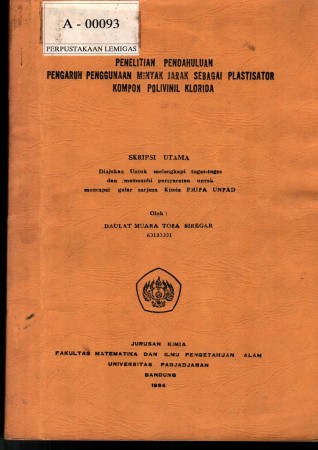 A - 00093
PERPUSTAKAAN LEMIGAS
PENELITIAN PENDAHULUAN
PENGARUH PENGGUNAAN MINYAK JARAK SEBAGAI PLASTISATOR
KOMPON POLIVINIL KLORIDA
SKRIPSI UTAMA
Diajukan Untuk melengkapi tugas-tugas
dan memenuhi persyaratan untuk
mencapai gelar sarjana Kimia FMIPA UNPAD
Oleh :
DAULAT MUARA TOBA SIREGAR
JURUSAN KIMIA
FAKULTAS MATEMATIKA DAN ILMU PENGETAHUAN ALAM
UNIVERSITAS PADJADJARAN
BANDUNG
1984